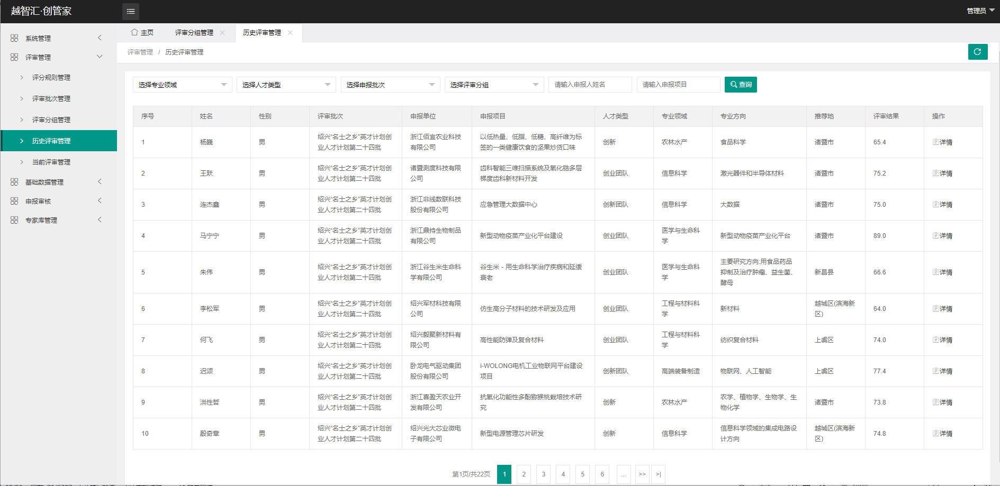 越智汇·创管家
管理员
系统管理
评审管理
评分规则管理
评审批次管理
评审分组管理
历史评审管理
当前评审管理
基础数据管理
申报审核
专家库管理
主页 评审分组管理 历史评审管理
评审管理 / 历史评审管理
选择专业领域 选择人才类型 选择申报批次 选择评审分组 请输入申报人姓名 请输入申报项目 查询
序号 姓名 性别 评审批次 申报单位 申报项目 人才类型 专业领域 专业方向 推荐地 评审结果 操作
1 杨巍 男 绍兴“名士之乡”英才计划创业人才计划第二十四批 浙江佰宜农业科技有限公司 以低热量、低脂、低糖、高纤维为标签的一类健康饮食的坚果炒货口味 创新 农林水产 食品科学 诸暨市 65.4 详情
2 王跃 男 绍兴“名士之乡”英才计划创业人才计划第二十四批 诸暨测度科技有限公司 齿科智能三维扫描系统及氧化锆多层梯度齿科新材料开发 创业团队 信息科学 激光器件和半导体材料 诸暨市 75.2 详情
3 连杰鑫 男 绍兴“名士之乡”英才计划创业人才计划第二十四批 浙江非线数联科技股份有限公司 应急管理大数据中心 创新团队 信息科学 大数据 诸暨市 75.0 详情
4 马宁宁 男 绍兴“名士之乡”英才计划创业人才计划第二十四批 浙江鼎持生物制品有限公司 新型动物疫苗产业化平台建设 创业团队 医学与生命科学 新型动物疫苗产业化平台 诸暨市 89.0 详情
5 朱伟 男 绍兴“名士之乡”英才计划创业人才计划第二十四批 浙江谷生米生命科学有限公司 谷生米 - 用生命科学治疗疾病和延缓衰老 创业团队 医学与生命科学 主要研究方向:用食品药品抑制及治疗肿瘤、益生菌、酵母 新昌县 66.6 详情
6 李松军 男 绍兴“名士之乡”英才计划创业人才计划第二十四批 绍兴军材科技有限公司 仿生高分子材料的技术研发及应用 创业团队 工程与材料科学 新材料 越城区(滨海新区) 64.0 详情
7 何飞 男 绍兴“名士之乡”英才计划创业人才计划第二十四批 绍兴毅聚新材料有限公司 高性能防弹及复合材料 创业团队 工程与材料科学 纺织复合材料 上虞区 74.0 详情
8 迟颂 男 绍兴“名士之乡”英才计划创业人才计划第二十四批 卧龙电气驱动集团股份有限公司 i-WOLONG电机工业物联网平台建设项目 创新团队 高端装备制造 物联网、人工智能 上虞区 77.4 详情
9 洪性哲 男 绍兴“名士之乡”英才计划创业人才计划第二十四批 浙江喜盈天农业开发有限公司 抗氧化功能性多酚猕猴桃栽培技术研究 创新 农林水产 农学、植物学、生物学、生物化学 诸暨市 73.8 详情
10 殷奇章 男 绍兴“名士之乡”英才计划创业人才计划第二十四批 绍兴光大芯业微电子有限公司 新型电源管理芯片研发 创新 信息科学 信息科学领域的集成电路设计方向 越城区(滨海新区) 74.8 详情
第1页/共22页 1 2 3 4 5 6 ... >> >|